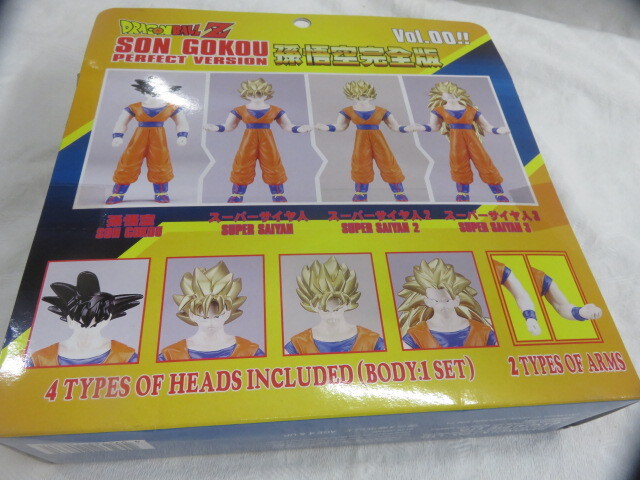 DRAGON BALL Z
SON GOKOU
PERFECT VERSION
孫悟空完全版
Vol.00!!
孫悟空
SON GOKOU
スーパーサイヤ人
SUPER SAIYAN
スーパーサイヤ人2
SUPER SAIYAN 2
スーパーサイヤ人3
SUPER SAIYAN 3
4 TYPES OF HEADS INCLUDED (BODY:1 SET)
2 TYPES OF ARMS